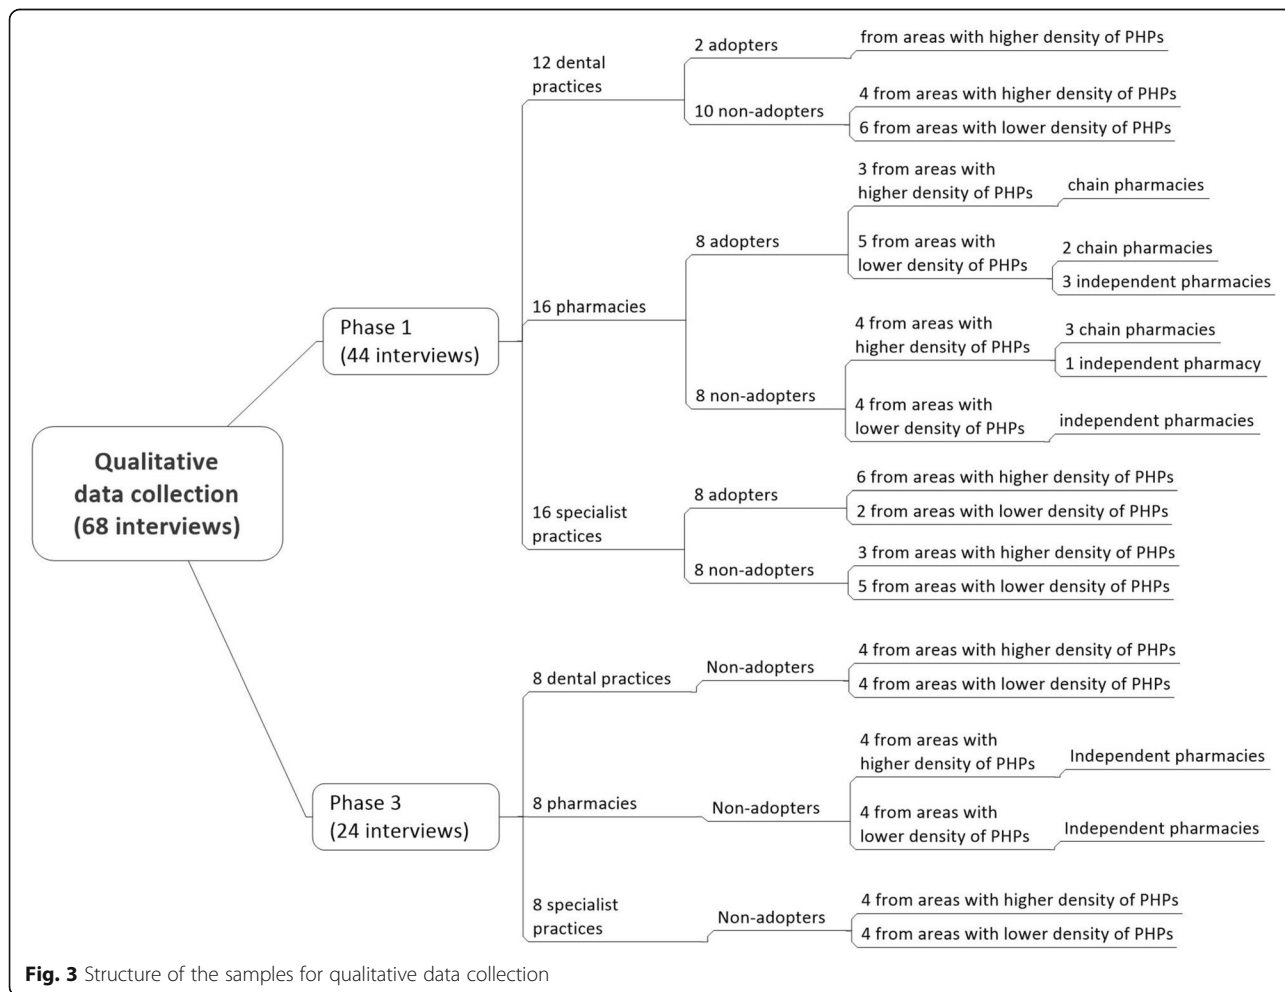 Qualitative
data collection
(68 interviews)
Phase 1
(44 interviews)
12 dental
practices
2 adopters
from areas with higher density of PHPs
10 non-adopters
4 from areas with higher density of PHPs
6 from areas with lower density of PHPs
16 pharmacies
8 adopters
3 from areas with
higher density of PHPs
chain pharmacies
5 from areas with
lower density of PHPs
2 chain pharmacies
3 independent pharmacies
8 non-adopters
4 from areas with
higher density of PHPs
3 chain pharmacies
1 independent pharmacy
4 from areas with
lower density of PHPs
independent pharmacies
16 specialist
practices
8 adopters
6 from areas with higher density of PHPs
2 from areas with lower density of PHPs
8 non-adopters
3 from areas with higher density of PHPs
5 from areas with lower density of PHPs
Phase 3
(24 interviews)
8 dental practices
Non-adopters
4 from areas with higher density of PHPs
4 from areas with lower density of PHPs
8 pharmacies
Non-adopters
4 from areas with
higher density of PHPs
Independent pharmacies
4 from areas with
lower density of PHPs
Independent pharmacies
8 specialist
practices
Non-adopters
4 from areas with higher density of PHPs
4 from areas with lower density of PHPs
Fig. 3 Structure of the samples for qualitative data collection